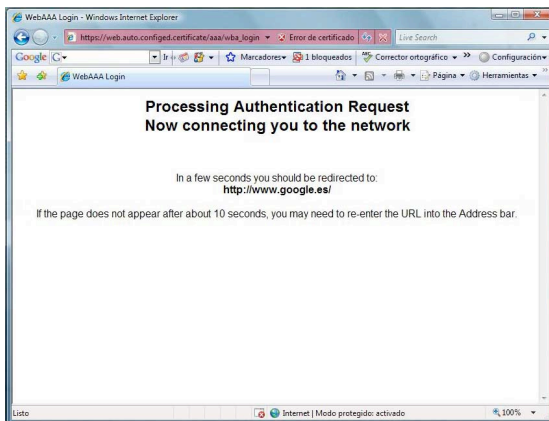 WebAAA Login - Windows Internet Explorer
https://web.auto.configed.certificate/aaa/wba_login Error de certificado Live Search
Google G Ir Marcadores 1 bloqueados Corrector ortográfico Configuración
WebAAA Login Página Herramientas
Processing Authentication Request
Now connecting you to the network
In a few seconds you should be redirected to:
http://www.google.es/
If the page does not appear after about 10 seconds, you may need to re-enter the URL into the Address bar.
Listo Internet | Modo protegido: activado 100%